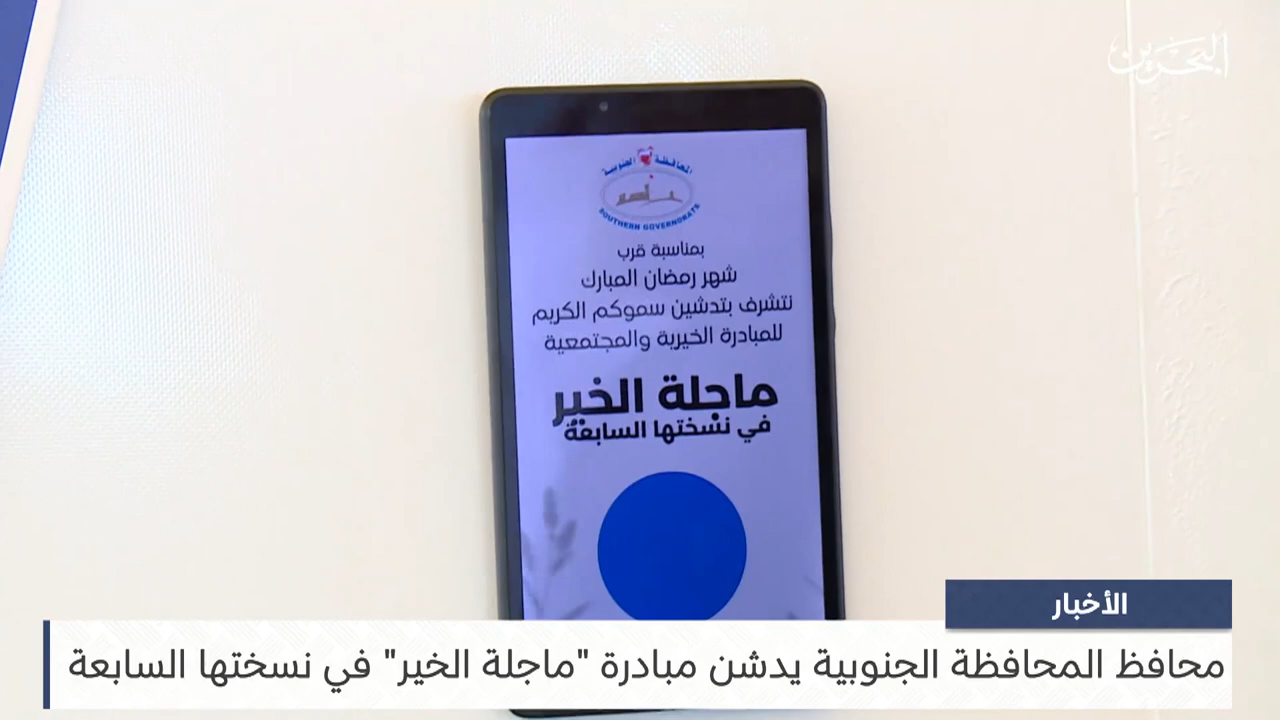 البحرين
المحافظة الجنوبية
SOUTHERN GOVERNORATE
بمناسبة قرب
شهر رمضان المبارك
نتشرف بتدشين سموكم الكريم
للمبادرة الخيرية والمجتمعية
ماجلة الخير
في نسختها السابعة
الأخبار
محافظ المحافظة الجنوبية يدشن مبادرة "ماجلة الخير" في نسختها السابعة